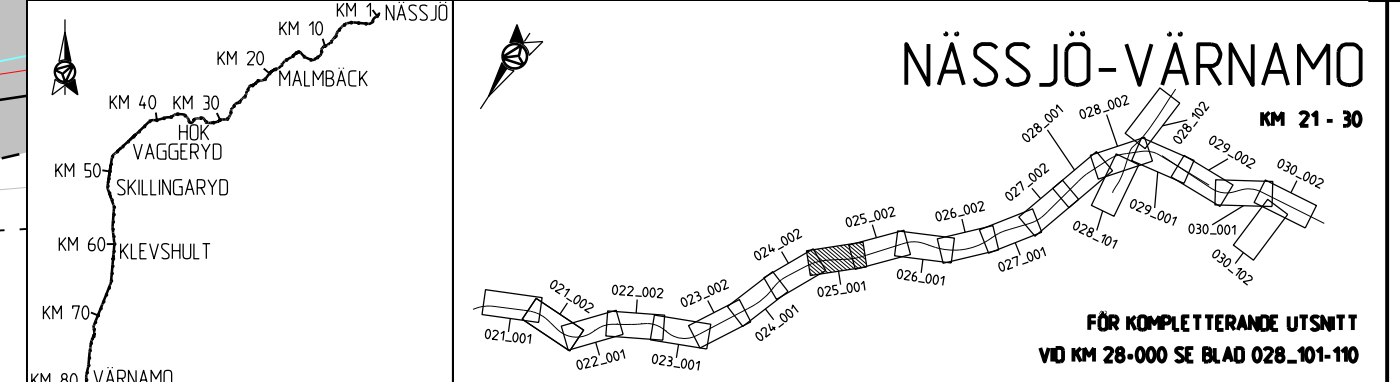 KM 1
NÄSSJÖ
KM 10
KM 20
MALMBÄCK
KM 40
KM 30
HOK
VAGGERYD
KM 50
SKILLINGARYD
KM 60
KLEVSHULT
KM 70
KM 80
VÄRNAMO
NÄSSJÖ-VÄRNAMO
KM 21 - 30
021_001
021_002
022_001
022_002
023_001
023_002
024_001
024_002
025_001
025_002
026_001
026_002
027_001
027_002
028_001
028_002
028_101
028_102
029_001
029_002
030_001
030_002
030_102
FÖR KOMPLETTERANDE UTSNITT
VID KM 28+000 SE BLAD 028_101-110